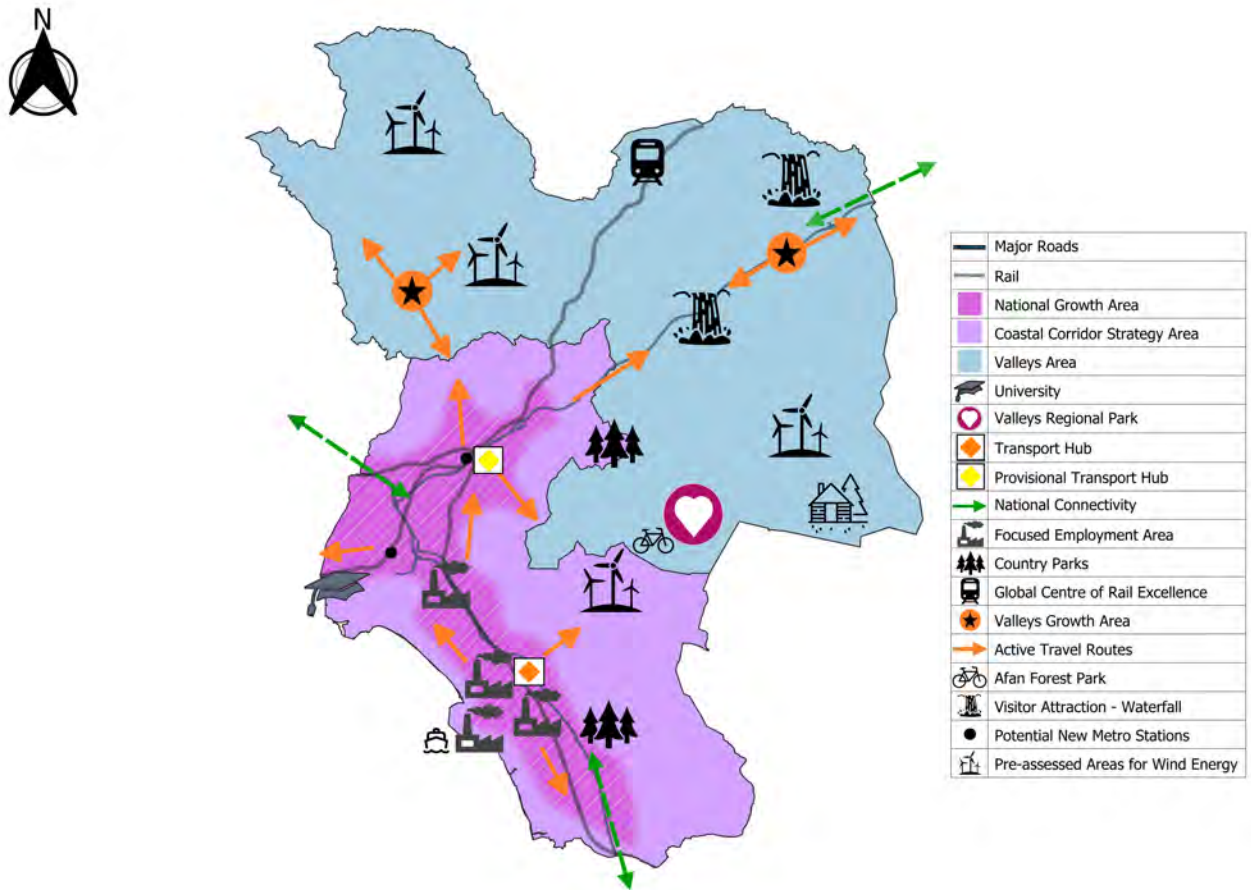 N
Major Roads
Rail
National Growth Area
Coastal Corridor Strategy Area
Valleys Area
University
Valleys Regional Park
Transport Hub
Provisional Transport Hub
National Connectivity
Focused Employment Area
Country Parks
Global Centre of Rail Excellence
Valleys Growth Area
Active Travel Routes
Afan Forest Park
Visitor Attraction - Waterfall
Potential New Metro Stations
Pre-assessed Areas for Wind Energy